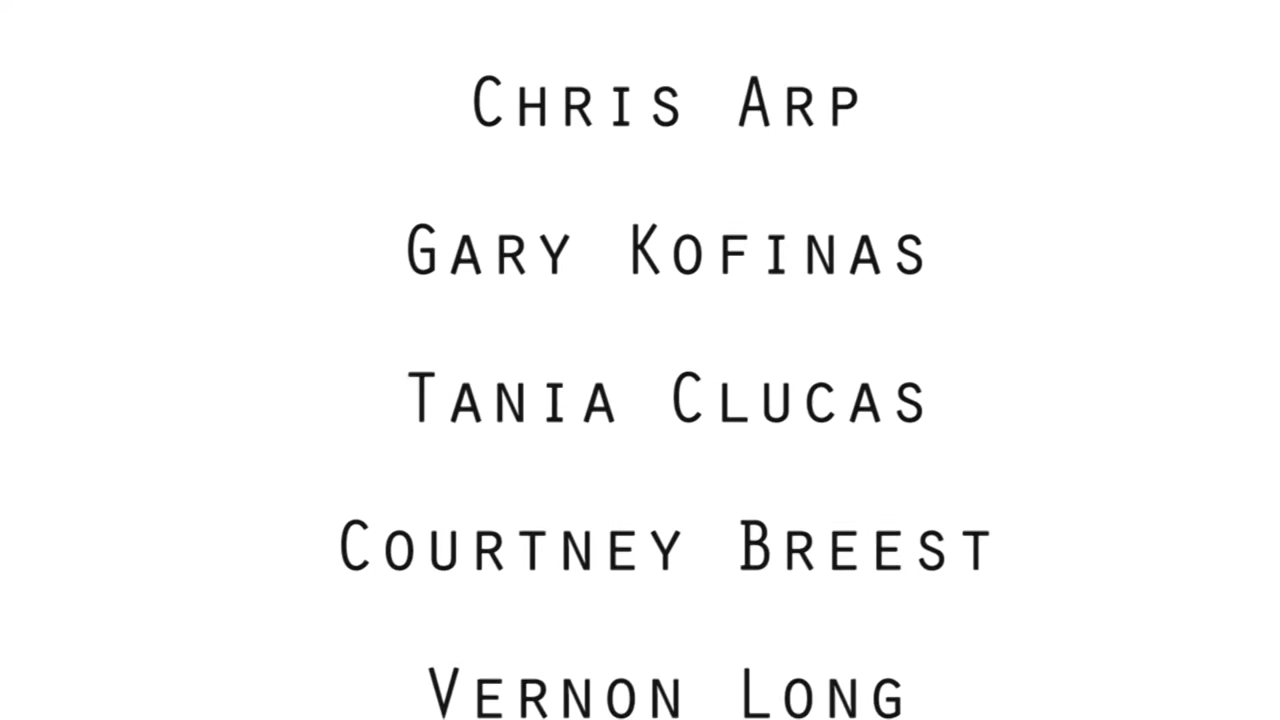 Chris Arp
Gary Kofinas
Tania Clucas
Courtney Breest
Vernon Long